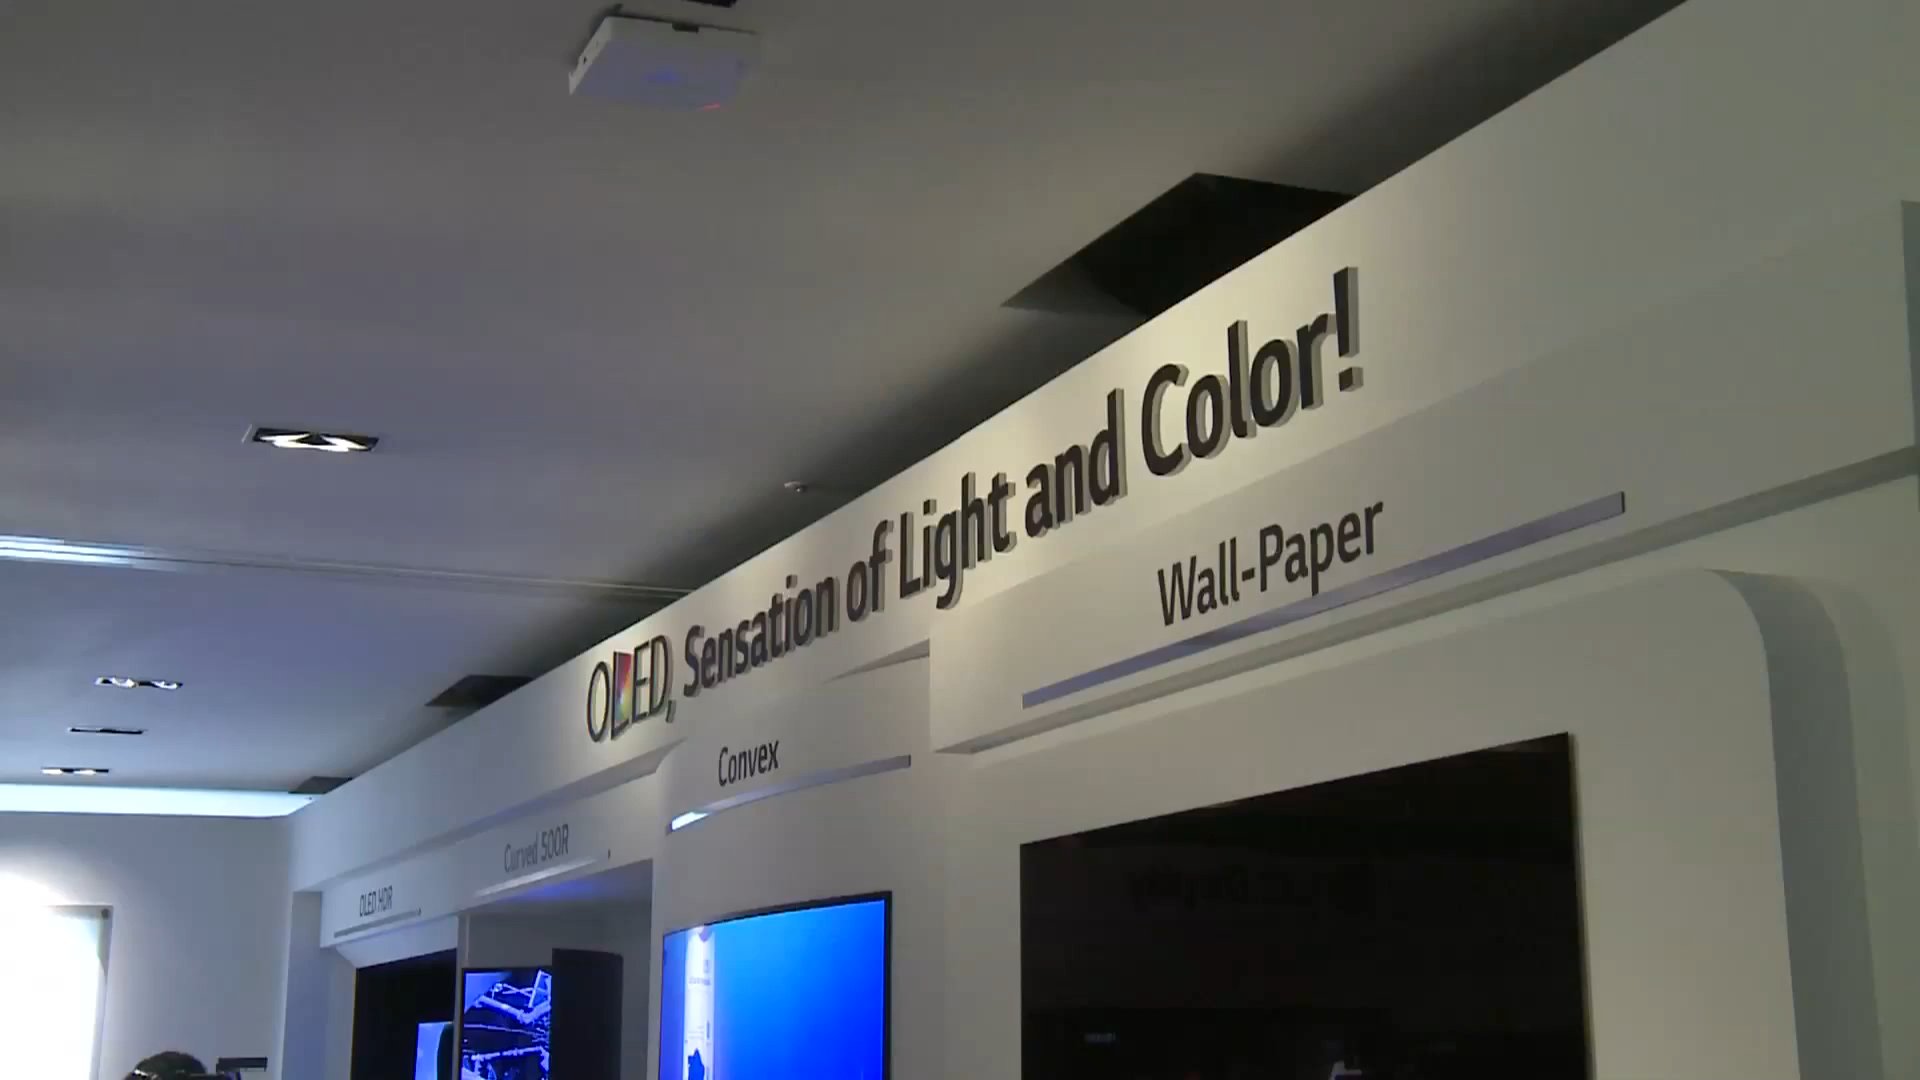 OLED, Sensation of Light and Color!
Wall-Paper
Convex
Curved 500R
OLED HDR